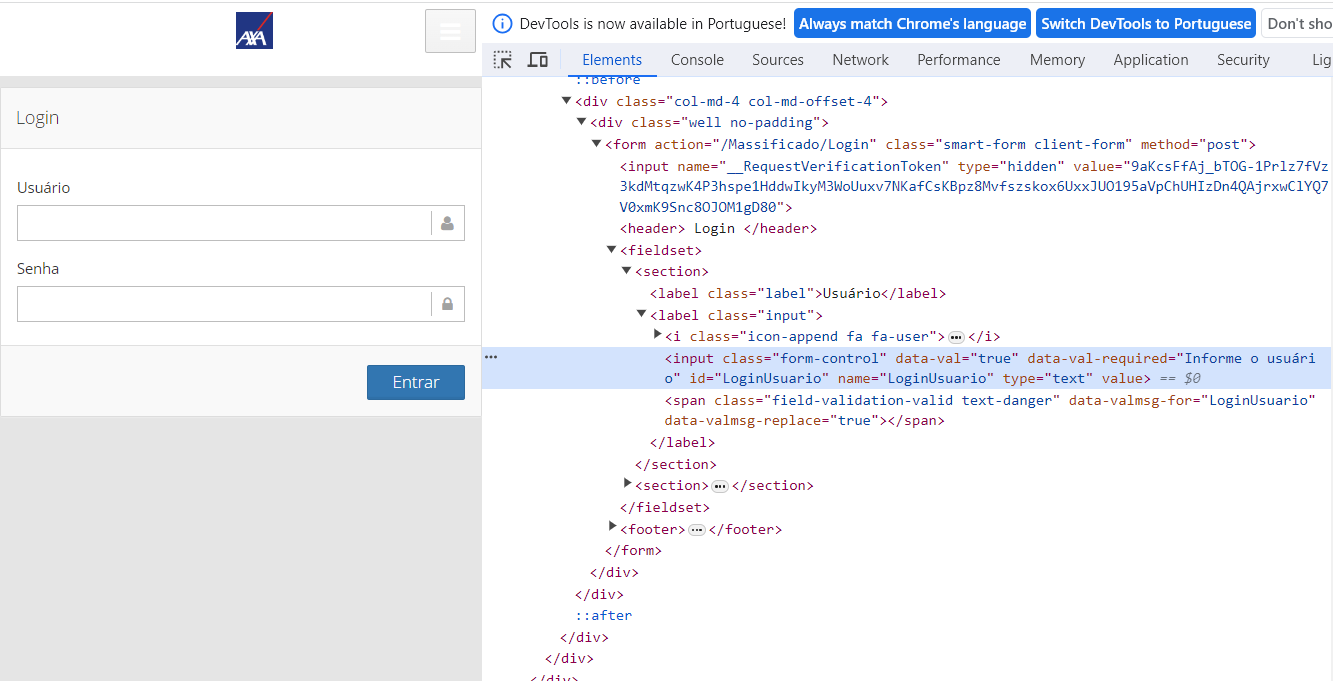 AXA
Login
Usuário
Senha
Entrar
DevTools is now available in Portuguese! Always match Chrome's language Switch DevTools to Portuguese Don't sho
Elements Console Sources Network Performance Memory Application Security Lig
::before
<div class="col-md-4 col-md-offset-4">
<div class="well no-padding">
<form action="/Massificado/Login" class="smart-form client-form" method="post">
<input name="__RequestVerificationToken" type="hidden" value="9aKcsFfAj_bTOG-1Prlz7fVz
3kdMtqzwK4P3hspe1HddwIkyM3WoUuxv7NKafCsKBpz8Mvfszskox6UxxJUO195aVpChUHIzDn4QAjrxwClYQ7
V0xmK9Snc8OJOM1gD80">
<header> Login </header>
<fieldset>
<section>
<label class="label">Usuário</label>
<label class="input">
<i class="icon-append fa fa-user"> ••• </i>
<input class="form-control" data-val="true" data-val-required="Informe o usuári
o" id="LoginUsuario" name="LoginUsuario" type="text" value> == $0
<span class="field-validation-valid text-danger" data-valmsg-for="LoginUsuario"
data-valmsg-replace="true"></span>
</label>
</section>
<section> ••• </section>
</fieldset>
<footer> ••• </footer>
</form>
</div>
</div>
::after
</div>
</div>
</div>